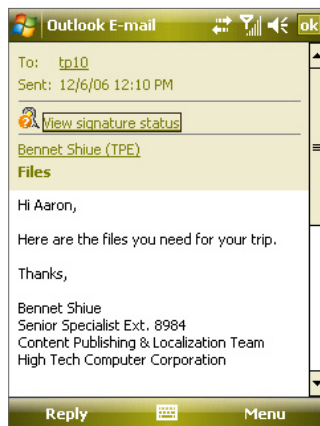 Outlook E-mail ok
To: tp10
Sent: 12/6/06 12:10 PM
View signature status
Bennet Shiue (TPE)
Files
Hi Aaron,
Here are the files you need for your trip.
Thanks,
Bennet Shiue
Senior Specialist Ext. 8984
Content Publishing & Localization Team
High Tech Computer Corporation
Reply Menu